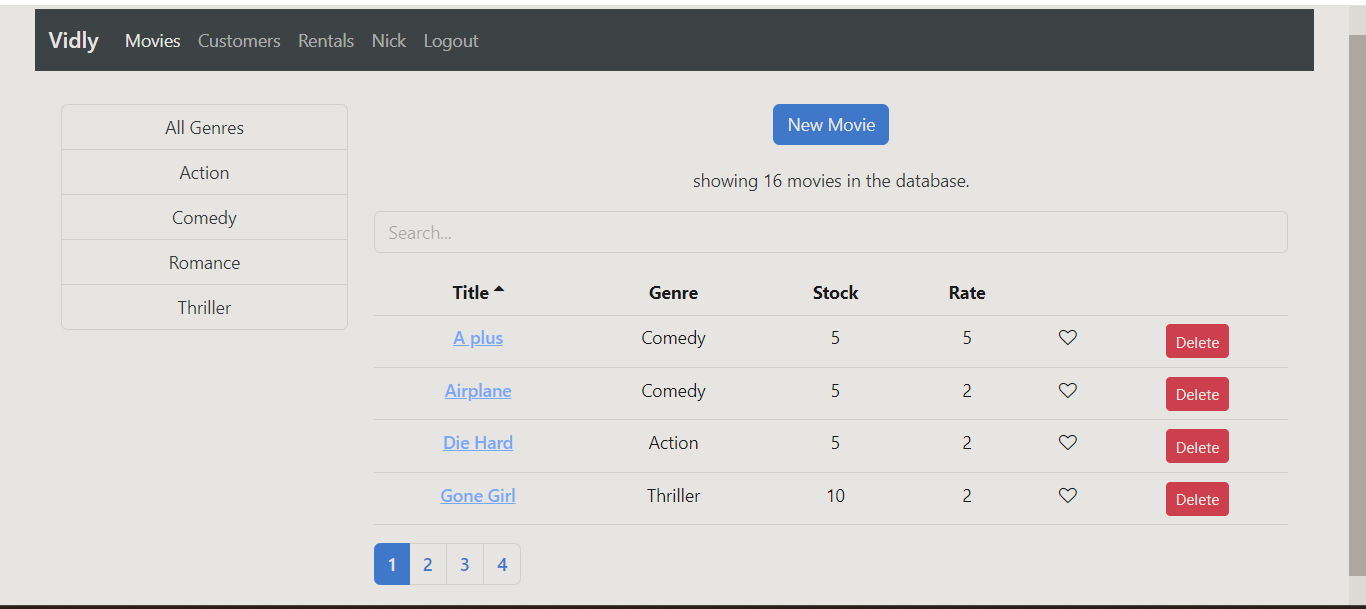 Vidly Movies Customers Rentals Nick Logout
All Genres
Action
Comedy
Romance
Thriller
New Movie
showing 16 movies in the database.
Search...
Title Genre Stock Rate
A plus Comedy 5 5 Delete
Airplane Comedy 5 2 Delete
Die Hard Action 5 2 Delete
Gone Girl Thriller 10 2 Delete
1 2 3 4